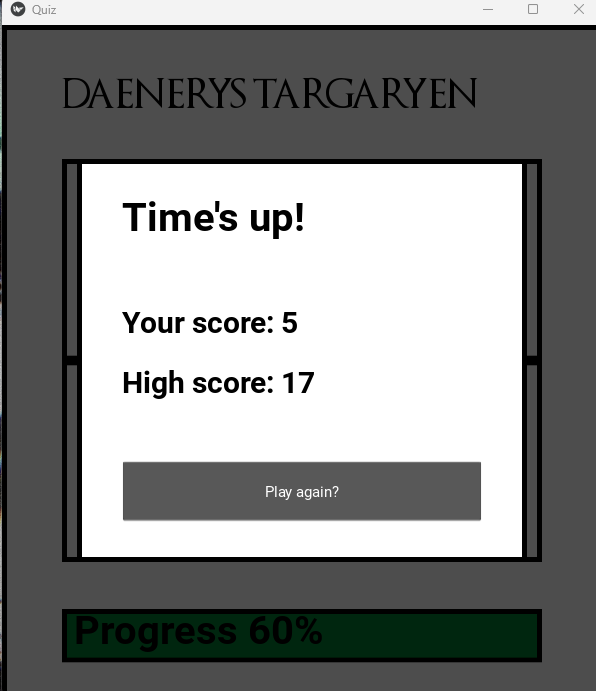 Quiz
DAENERYS TARGARYEN
Time's up!
Your score: 5
High score: 17
Play again?
Progress 60%